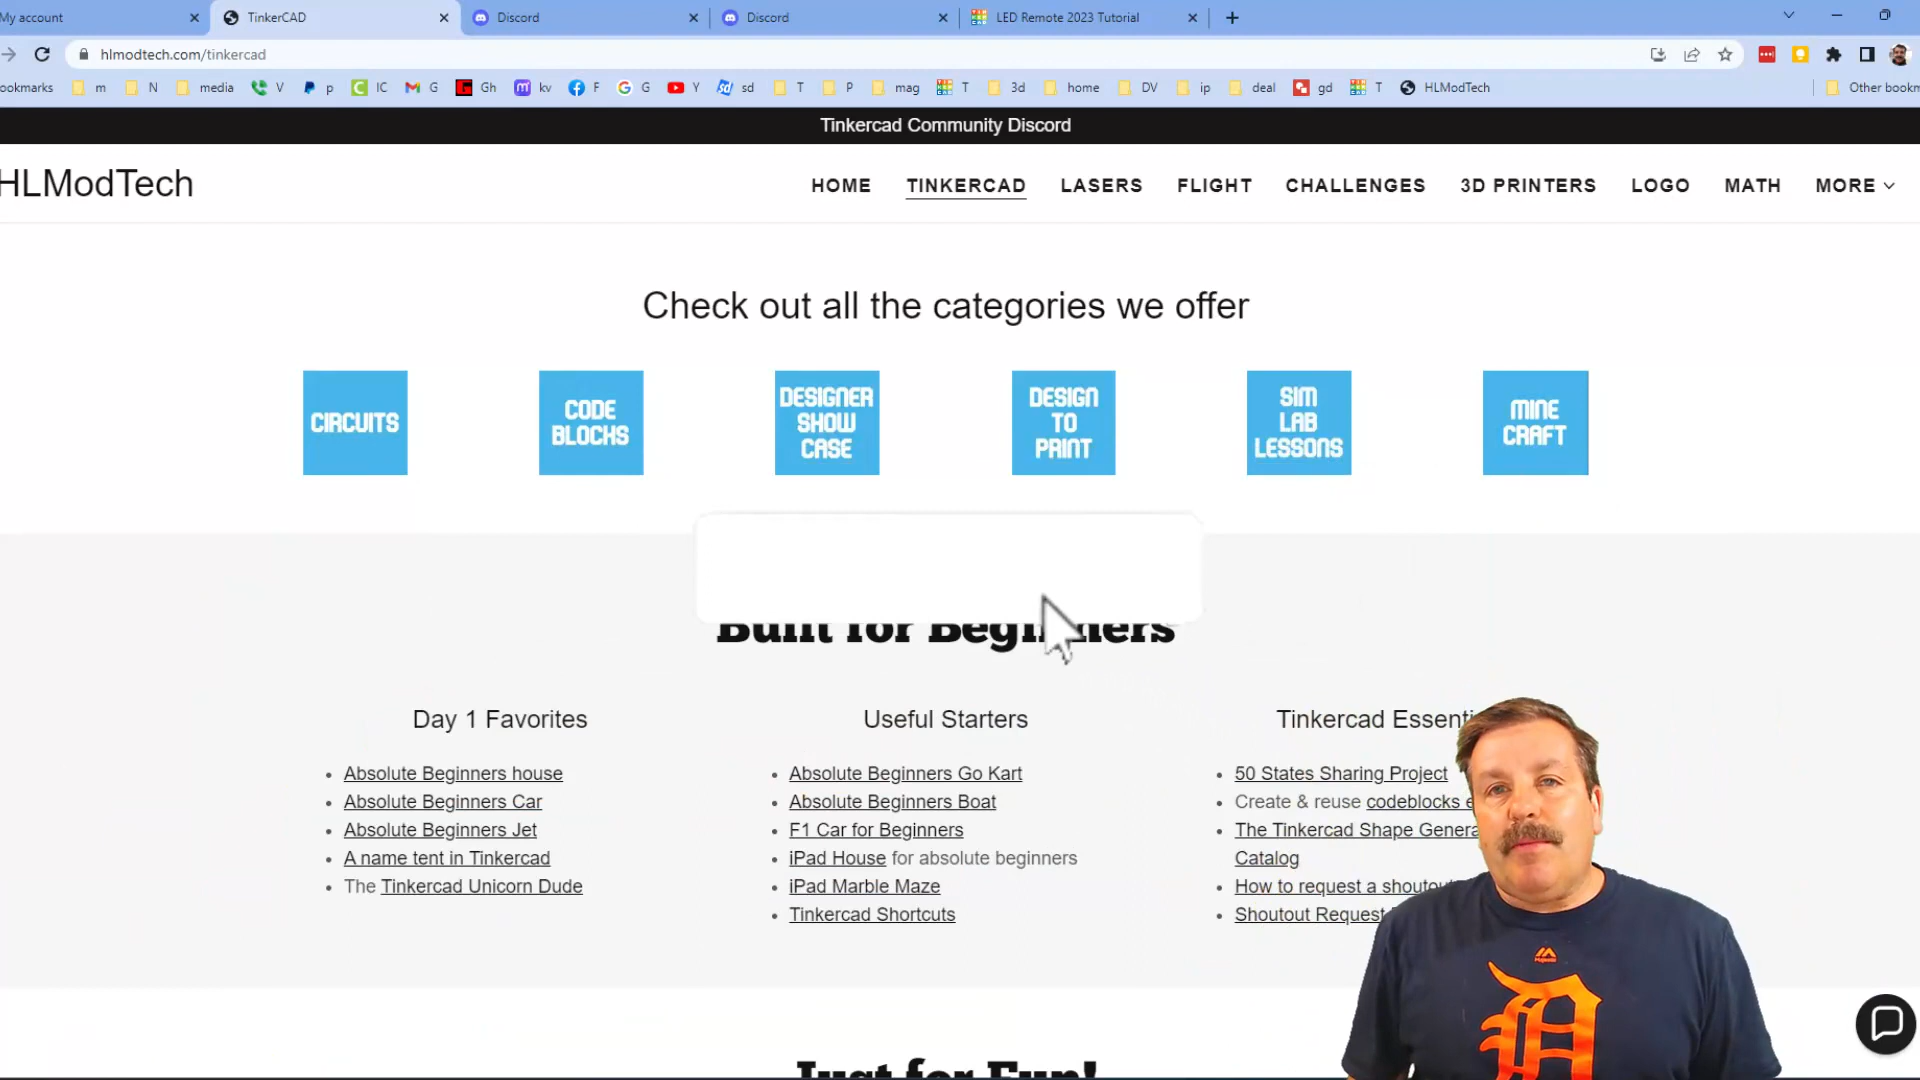 My account
TinkerCAD
Discord
Discord
LED Remote 2023 Tutorial
hlmodtech.com/tinkercad
ookmarks m N media V p IC G Gh kv F G Y sd T P mag T 3d home DV ip deal gd T HLModTech Other bookm
Tinkercad Community Discord
HLModTech
HOME TINKERCAD LASERS FLIGHT CHALLENGES 3D PRINTERS LOGO MATH MORE
Check out all the categories we offer
CIRCUITS
CODE
BLOCKS
DESIGNER
SHOW
CASE
DESIGN
TO
PRINT
SIM
LAB
LESSONS
MINE
CRAFT
Built for Beginners
Day 1 Favorites
Absolute Beginners house
Absolute Beginners Car
Absolute Beginners Jet
A name tent in Tinkercad
The Tinkercad Unicorn Dude
Useful Starters
Absolute Beginners Go Kart
Absolute Beginners Boat
F1 Car for Beginners
iPad House for absolute beginners
iPad Marble Maze
Tinkercad Shortcuts
Tinkercad Essenti
50 States Sharing Project
Create & reuse codeblocks e
The Tinkercad Shape Genera
Catalog
How to request a shoutou
Shoutout Request
Just for Fun!
D